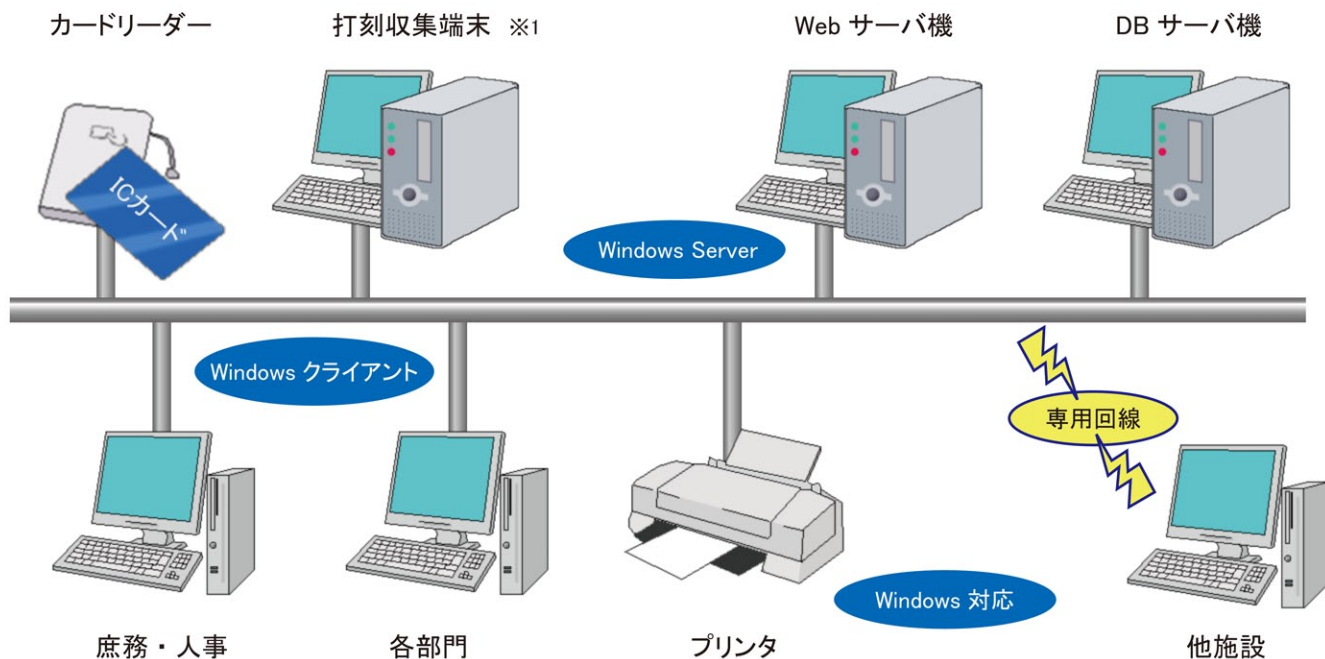 カードリーダー
打刻収集端末 ※1
Web サーバ機
DB サーバ機
ICカード
Windows Server
Windows クライアント
専用回線
Windows 対応
庶務・人事
各部門
プリンタ
他施設